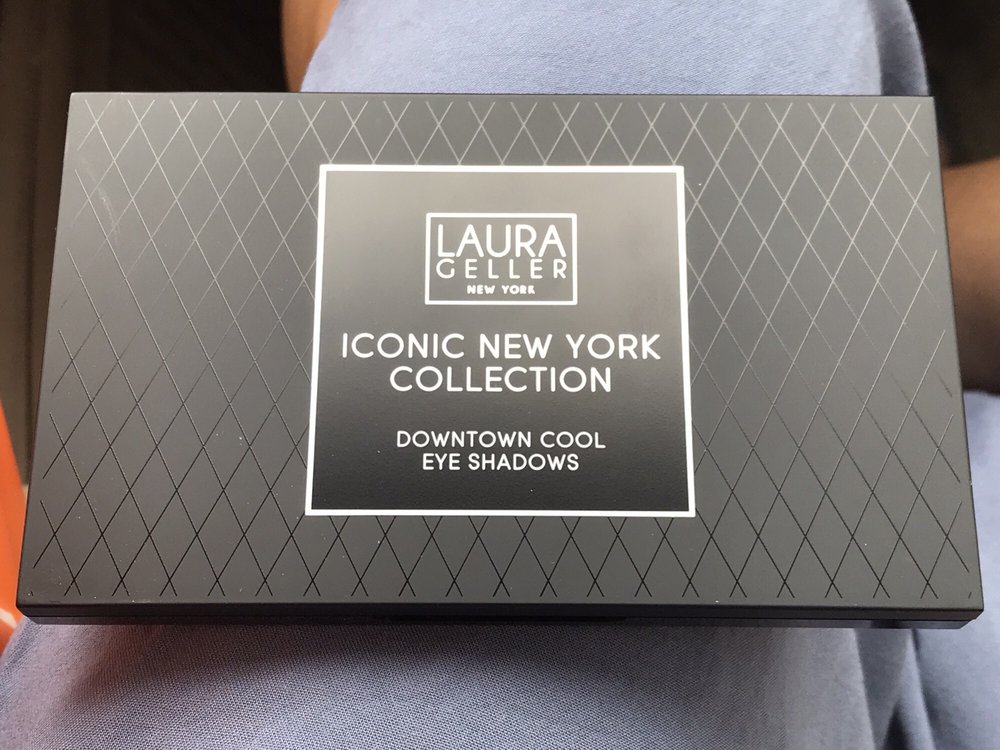 LAURA
GELLER
NEW YORK
ICONIC NEW YORK
COLLECTION
DOWNTOWN COOL
EYE SHADOWS